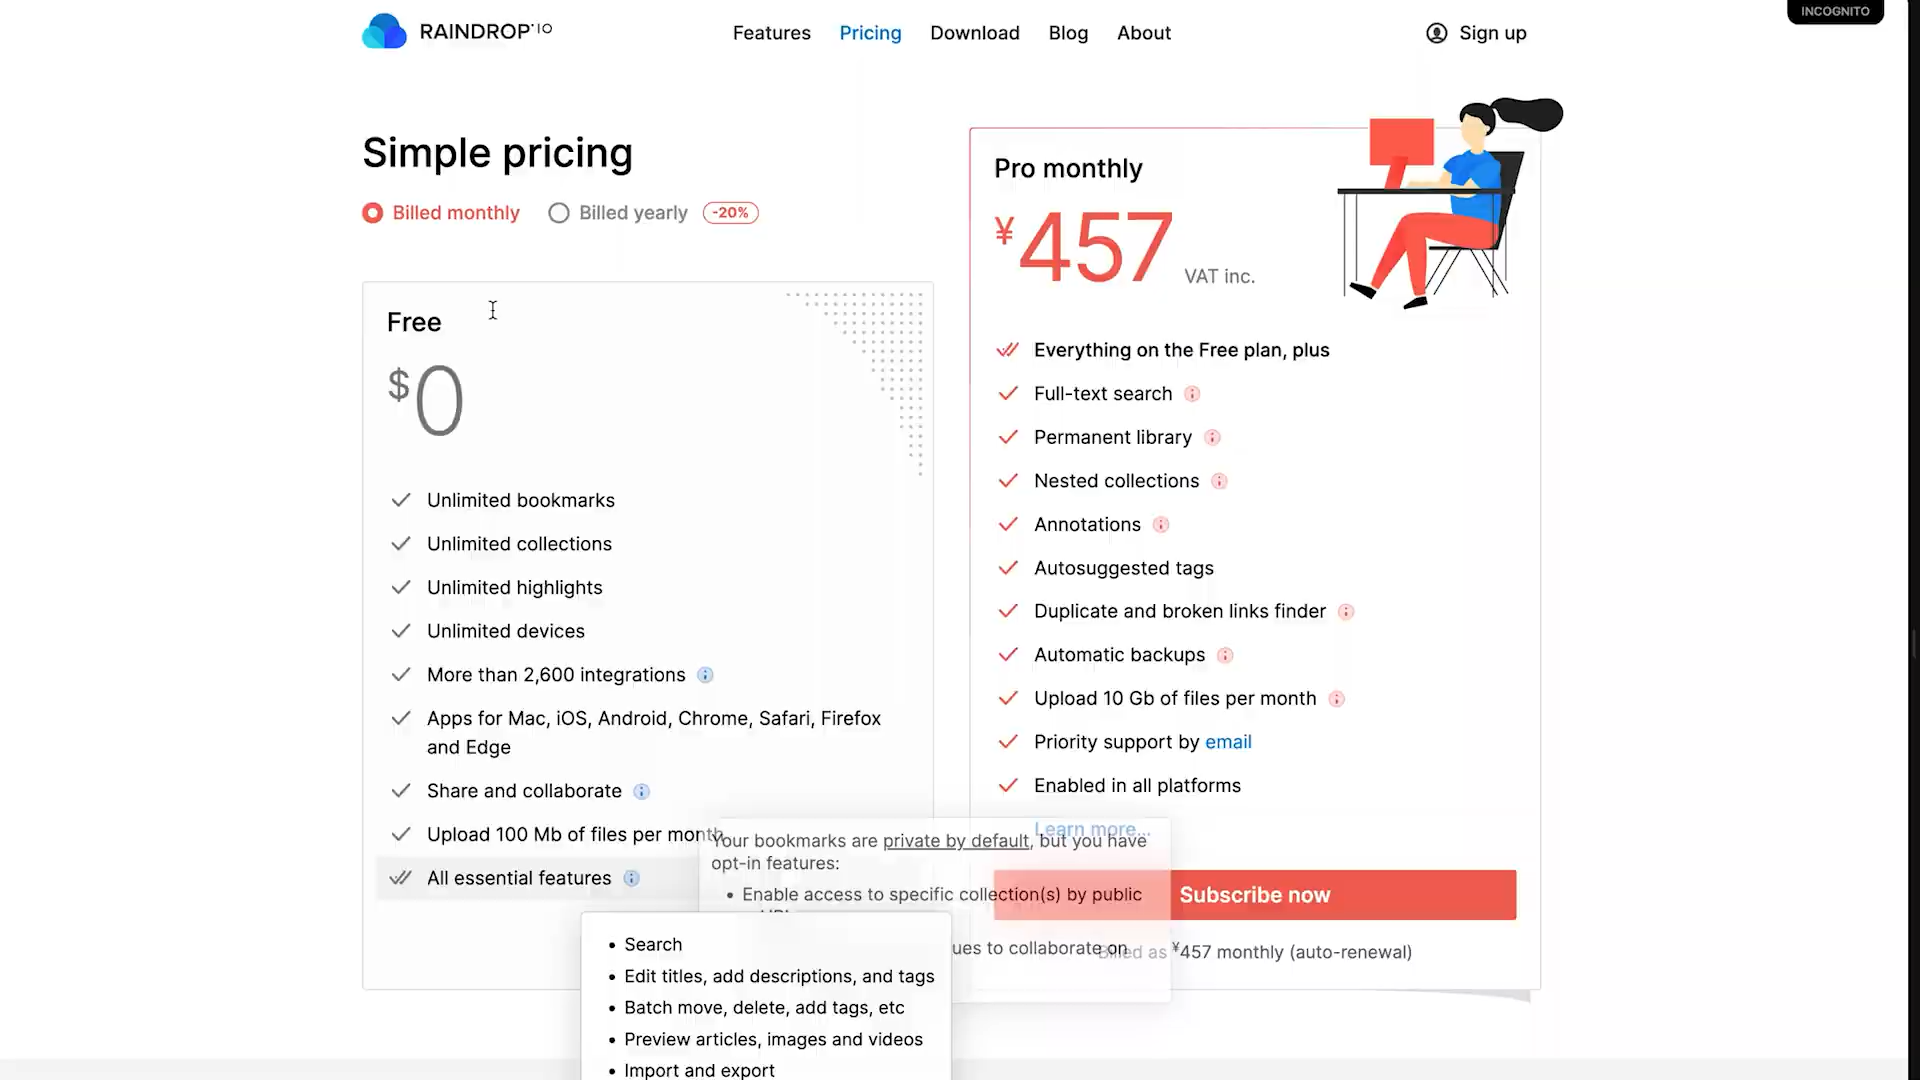 RAINDROP.IO
Features
Pricing
Download
Blog
About
Sign up
INCOGNITO
Simple pricing
Billed monthly
Billed yearly
-20%
Free
$0
Unlimited bookmarks
Unlimited collections
Unlimited highlights
Unlimited devices
More than 2,600 integrations
Apps for Mac, iOS, Android, Chrome, Safari, Firefox
and Edge
Share and collaborate
Upload 100 Mb of files per month
All essential features
Pro monthly
¥457
VAT inc.
Everything on the Free plan, plus
Full-text search
Permanent library
Nested collections
Annotations
Autosuggested tags
Duplicate and broken links finder
Automatic backups
Upload 10 Gb of files per month
Priority support by email
Enabled in all platforms
Learn more...
Subscribe now
Billed as ¥457 monthly (auto-renewal)
Your bookmarks are private by default, but you have
opt-in features:
• Enable access to specific collection(s) by public
ues to collaborate on
• Search
• Edit titles, add descriptions, and tags
• Batch move, delete, add tags, etc
• Preview articles, images and videos
• Import and export